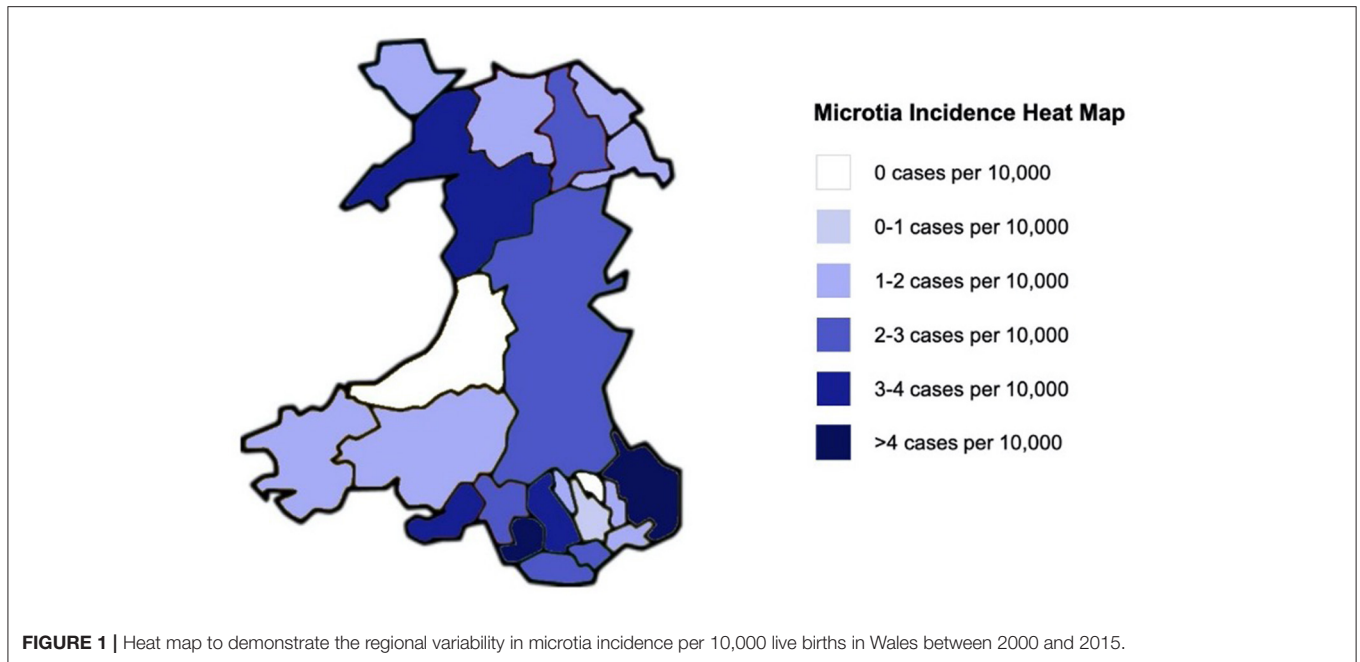 Microtia Incidence Heat Map
0 cases per 10,000
0-1 cases per 10,000
1-2 cases per 10,000
2-3 cases per 10,000
3-4 cases per 10,000
>4 cases per 10,000
FIGURE 1 | Heat map to demonstrate the regional variability in microtia incidence per 10,000 live births in Wales between 2000 and 2015.